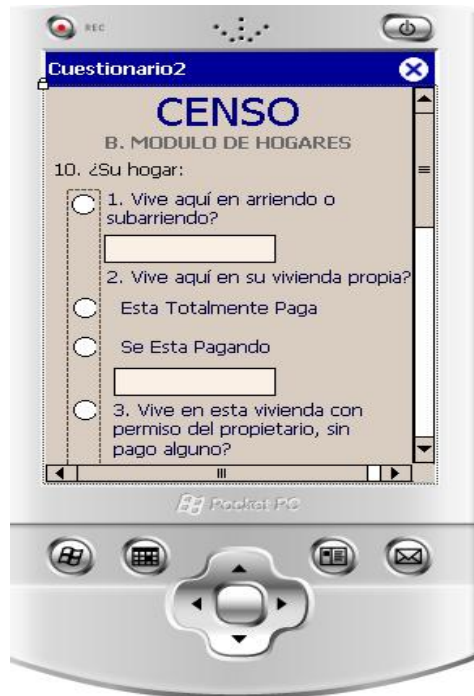 REC
Cuestionario2
CENSO
B. MODULO DE HOGARES
10. ¿Su hogar:
1. Vive aquí en arriendo o
subarriendo?
2. Vive aquí en su vivienda propia?
Esta Totalmente Paga
Se Esta Pagando
3. Vive en esta vivienda con
permiso del propietario, sin
pago alguno?
Pocket PC